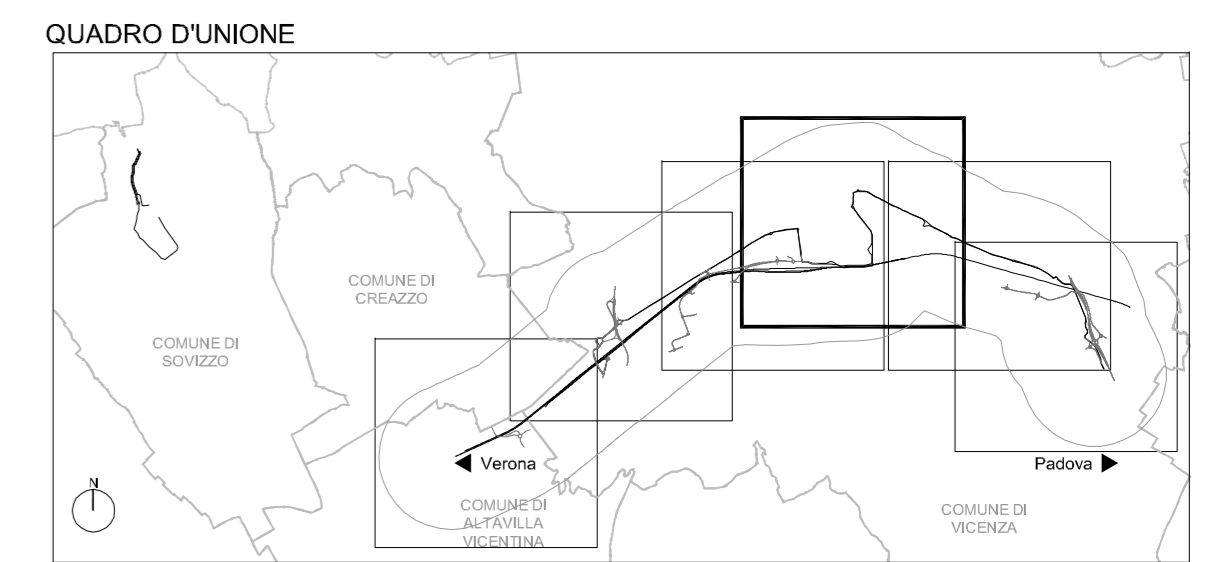 QUADRO D'UNIONE
COMUNE DI
CREAZZO
COMUNE DI
SOVIZZO
Verona
Padova
N
COMUNE DI
ALTAVILLA
VICENTINA
COMUNE DI
VICENZA